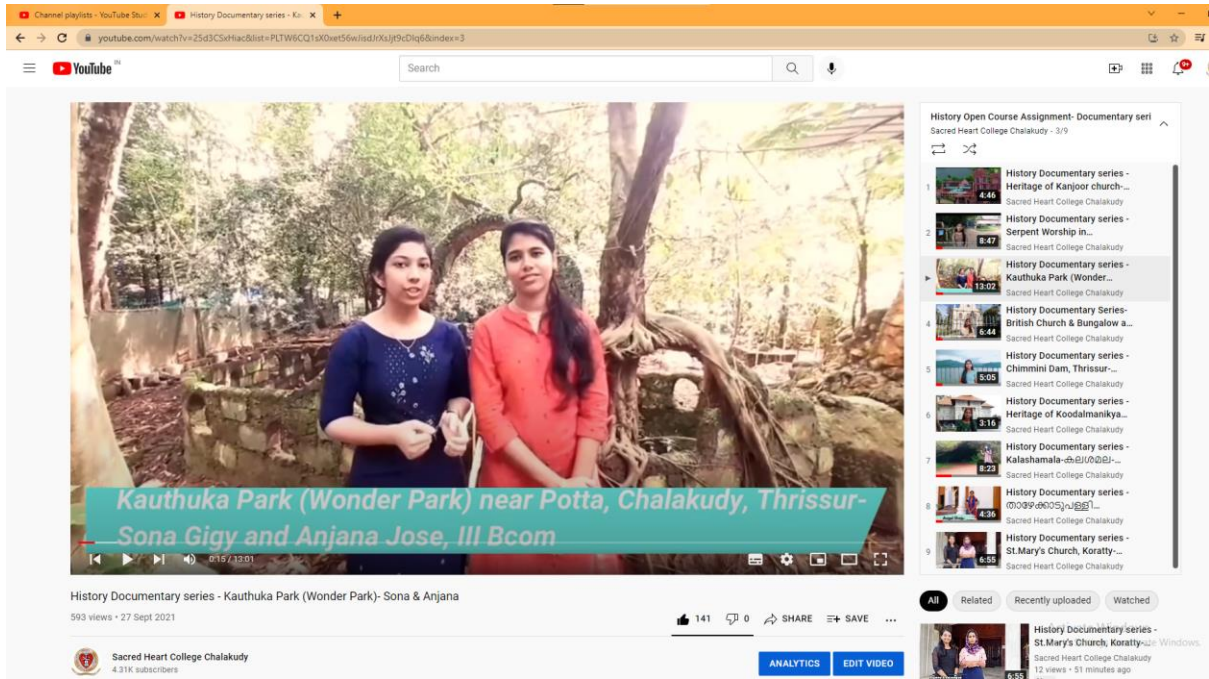 Channel playlists - YouTube Stud
History Documentary series - Ka
youtube.com/watch?v=25d3CSxHiac&list=PLTW6CQ1sX0xet56wJisdJrXsJjt9cDlq6&index=3
YouTube IN
Search
9+
Kauthuka Park (Wonder Park) near Potta, Chalakudy, Thrissur-
Sona Gigy and Anjana Jose, III Bcom
0:15 / 13:01
History Documentary series - Kauthuka Park (Wonder Park)- Sona & Anjana
593 views • 27 Sept 2021
141 0 SHARE SAVE ...
Sacred Heart College Chalakudy
4.31K subscribers
ANALYTICS EDIT VIDEO
History Open Course Assignment- Documentary seri
Sacred Heart College Chalakudy - 3/9
1
4:46
History Documentary series -
Heritage of Kanjoor church-...
Sacred Heart College Chalakudy
2
8:47
History Documentary series -
Serpent Worship in...
Sacred Heart College Chalakudy
13:02
History Documentary series -
Kauthuka Park (Wonder...
Sacred Heart College Chalakudy
4
6:44
History Documentary Series-
British Church & Bungalow a...
Sacred Heart College Chalakudy
5
5:05
History Documentary series -
Chimmini Dam, Thrissur-...
Sacred Heart College Chalakudy
6
3:16
History Documentary series -
Heritage of Koodalmanikya...
Sacred Heart College Chalakudy
7
8:23
History Documentary series -
Kalashamala-കലശമല-...
Sacred Heart College Chalakudy
8
4:36
History Documentary series -
താഴേക്കാടുപള്ളി...
Sacred Heart College Chalakudy
9
6:55
History Documentary series -
St.Mary's Church, Koratty-...
Sacred Heart College Chalakudy
All Related Recently uploaded Watched
6:55
History Documentary series -
St.Mary's Church, Koratty-...
Sacred Heart College Chalakudy
12 views • 51 minutes ago